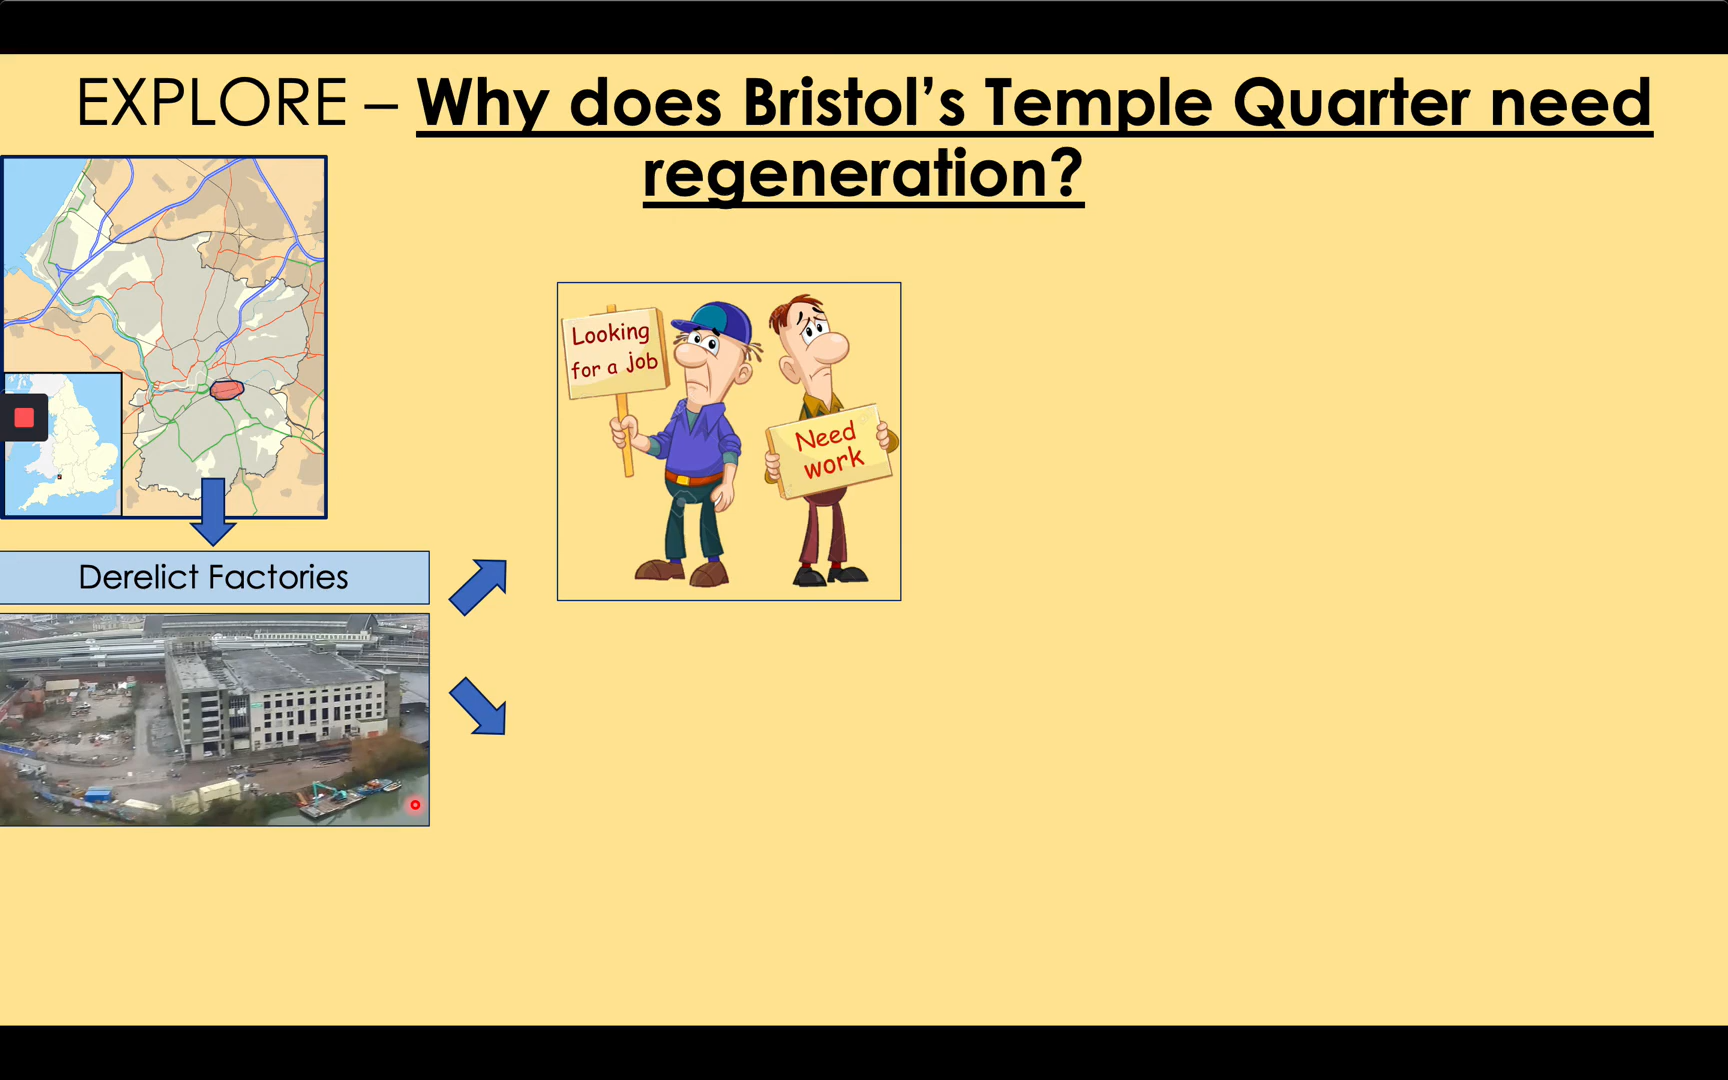 EXPLORE – Why does Bristol’s Temple Quarter need
regeneration?
Looking
for a job
Need
work
Derelict Factories